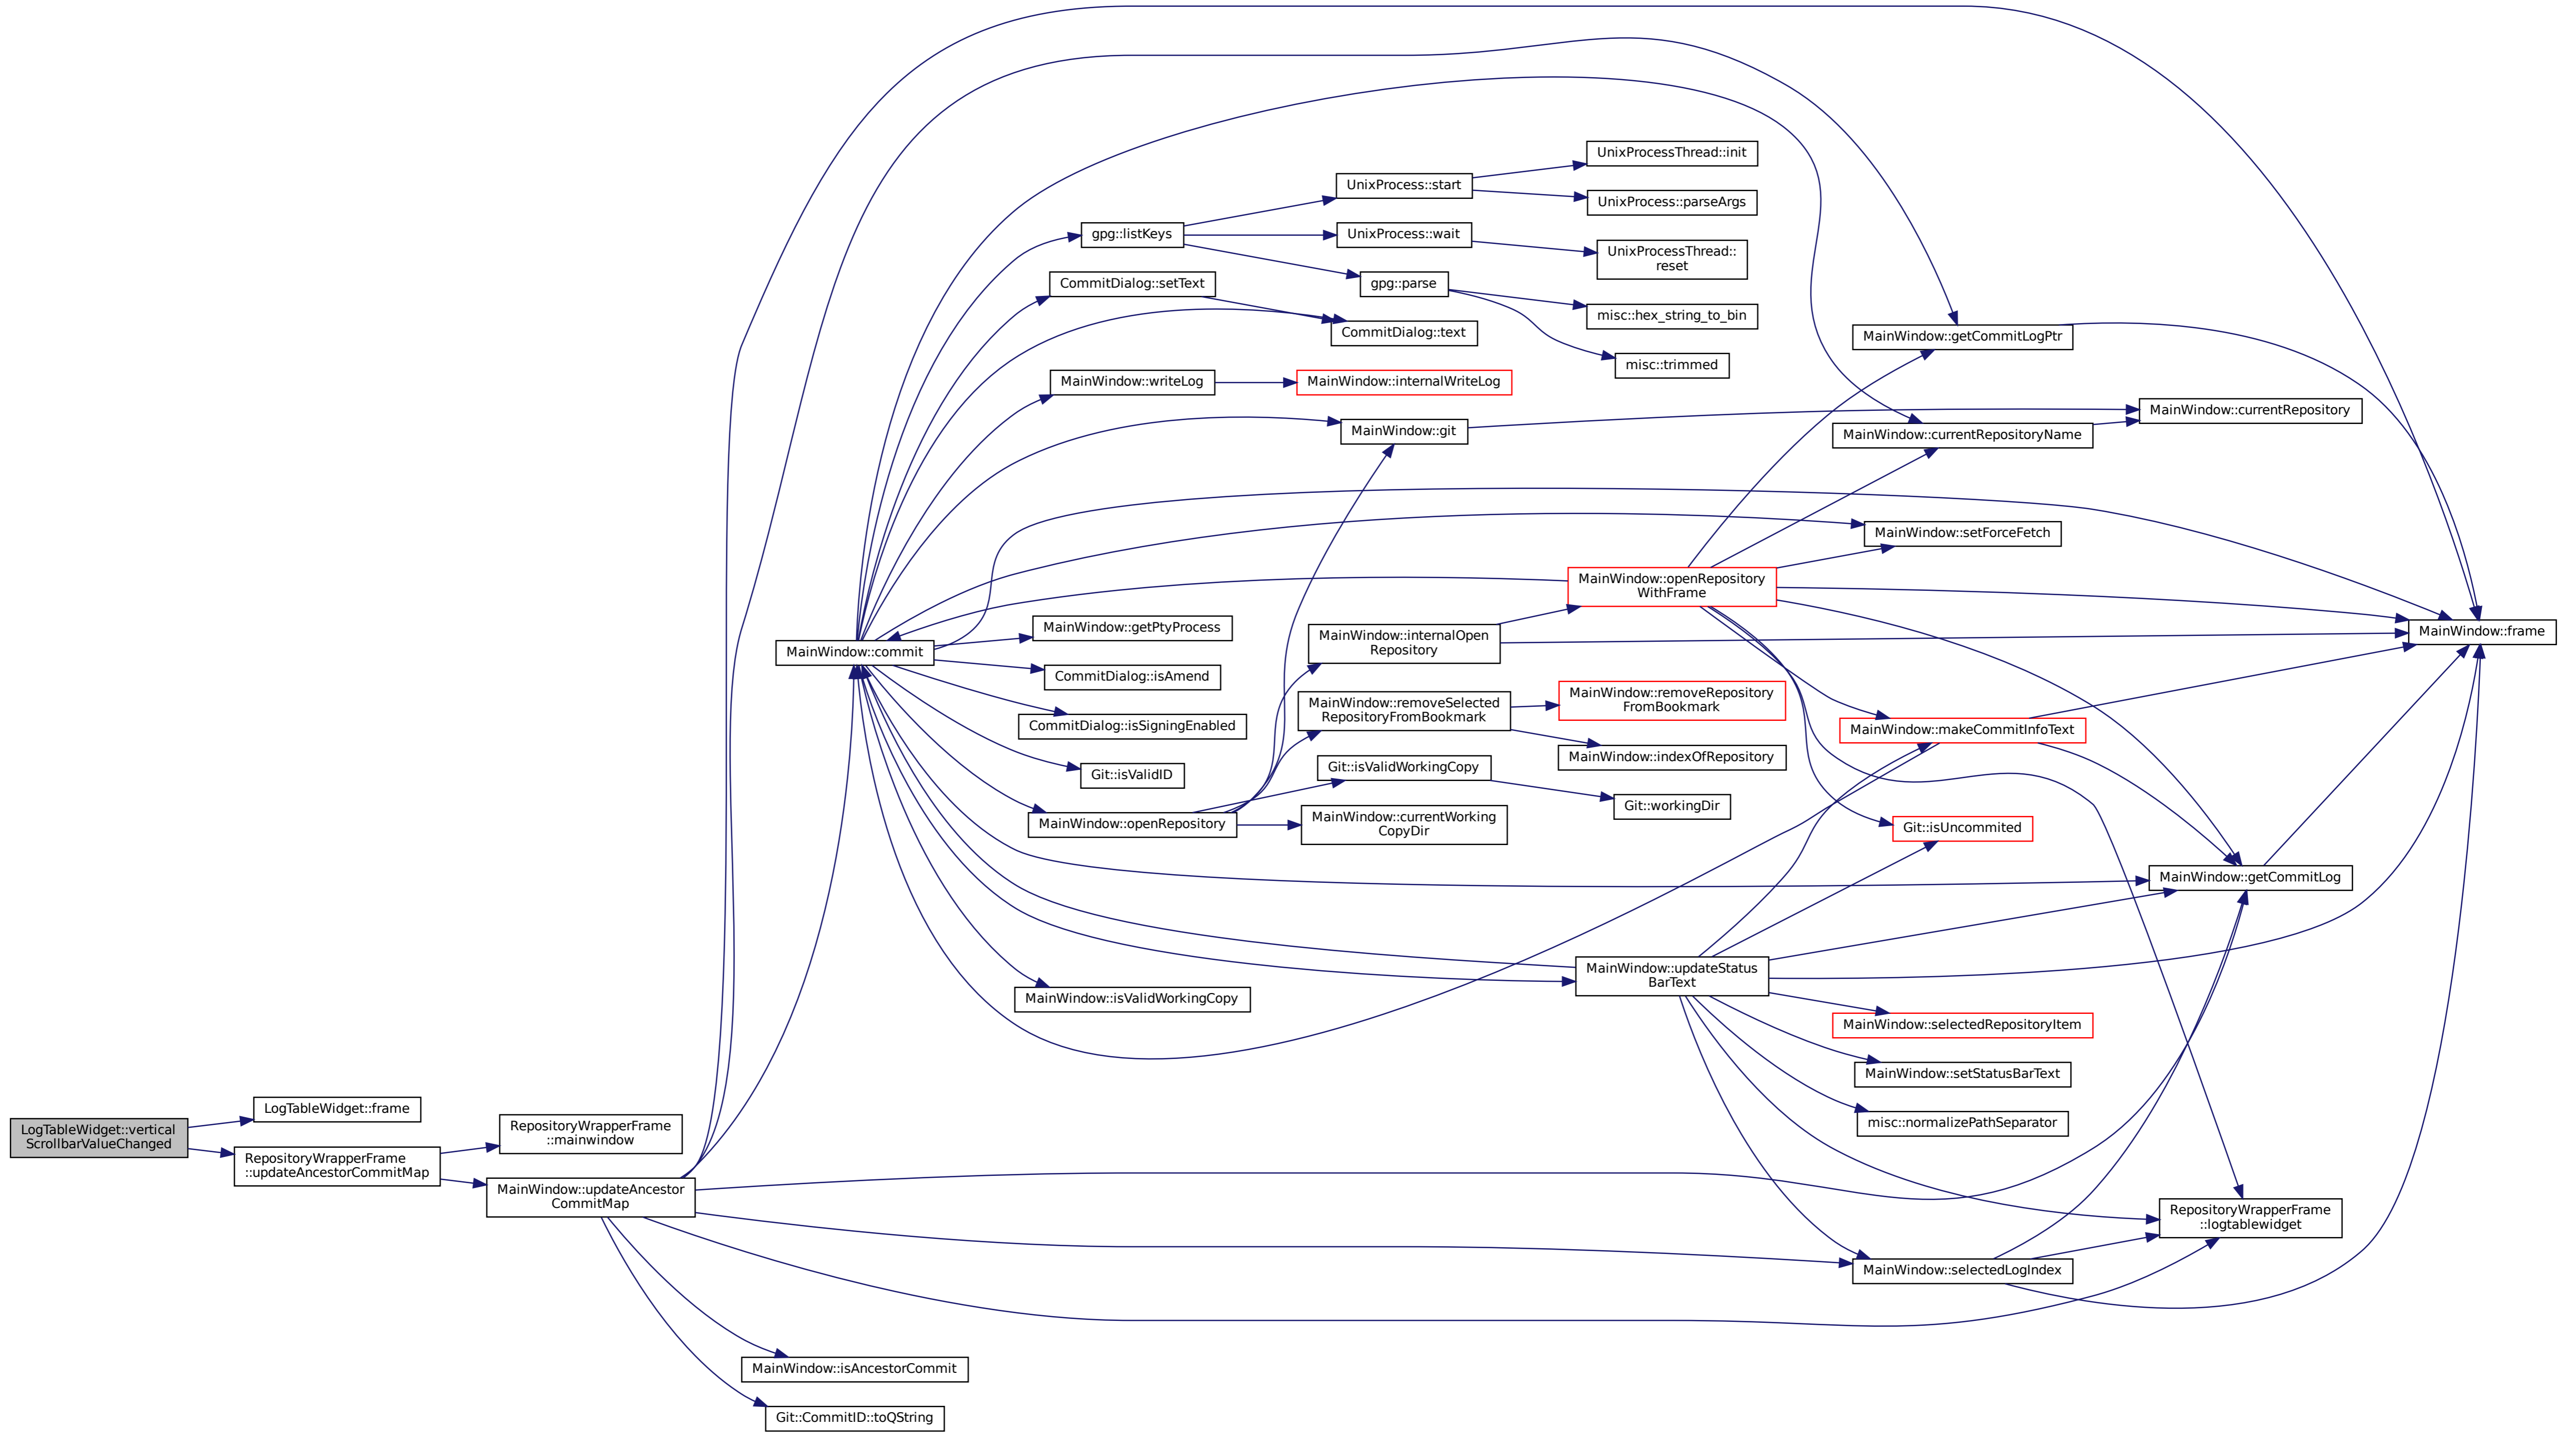 LogTableWidget::vertical
ScrollbarValueChanged
LogTableWidget::frame
RepositoryWrapperFrame
::updateAncestorCommitMap
RepositoryWrapperFrame
::mainwindow
MainWindow::updateAncestor
CommitMap
MainWindow::commit
MainWindow::isAncestorCommit
Git::CommitID::toQString
gpg::listKeys
CommitDialog::setText
MainWindow::writeLog
MainWindow::getPtyProcess
CommitDialog::isAmend
CommitDialog::isSigningEnabled
Git::isValidID
MainWindow::openRepository
MainWindow::isValidWorkingCopy
UnixProcess::start
UnixProcess::wait
gpg::parse
CommitDialog::text
MainWindow::internalWriteLog
MainWindow::git
MainWindow::internalOpen
Repository
MainWindow::removeSelected
RepositoryFromBookmark
Git::isValidWorkingCopy
MainWindow::currentWorking
CopyDir
UnixProcessThread::init
UnixProcess::parseArgs
UnixProcessThread::
reset
misc::hex_string_to_bin
misc::trimmed
MainWindow::openRepository
WithFrame
MainWindow::removeRepository
FromBookmark
MainWindow::indexOfRepository
Git::workingDir
MainWindow::updateStatus
BarText
MainWindow::getCommitLogPtr
MainWindow::currentRepositoryName
MainWindow::setForceFetch
MainWindow::makeCommitInfoText
Git::isUncommited
MainWindow::selectedRepositoryItem
MainWindow::setStatusBarText
misc::normalizePathSeparator
MainWindow::selectedLogIndex
MainWindow::currentRepository
MainWindow::getCommitLog
RepositoryWrapperFrame
::logtablewidget
MainWindow::frame